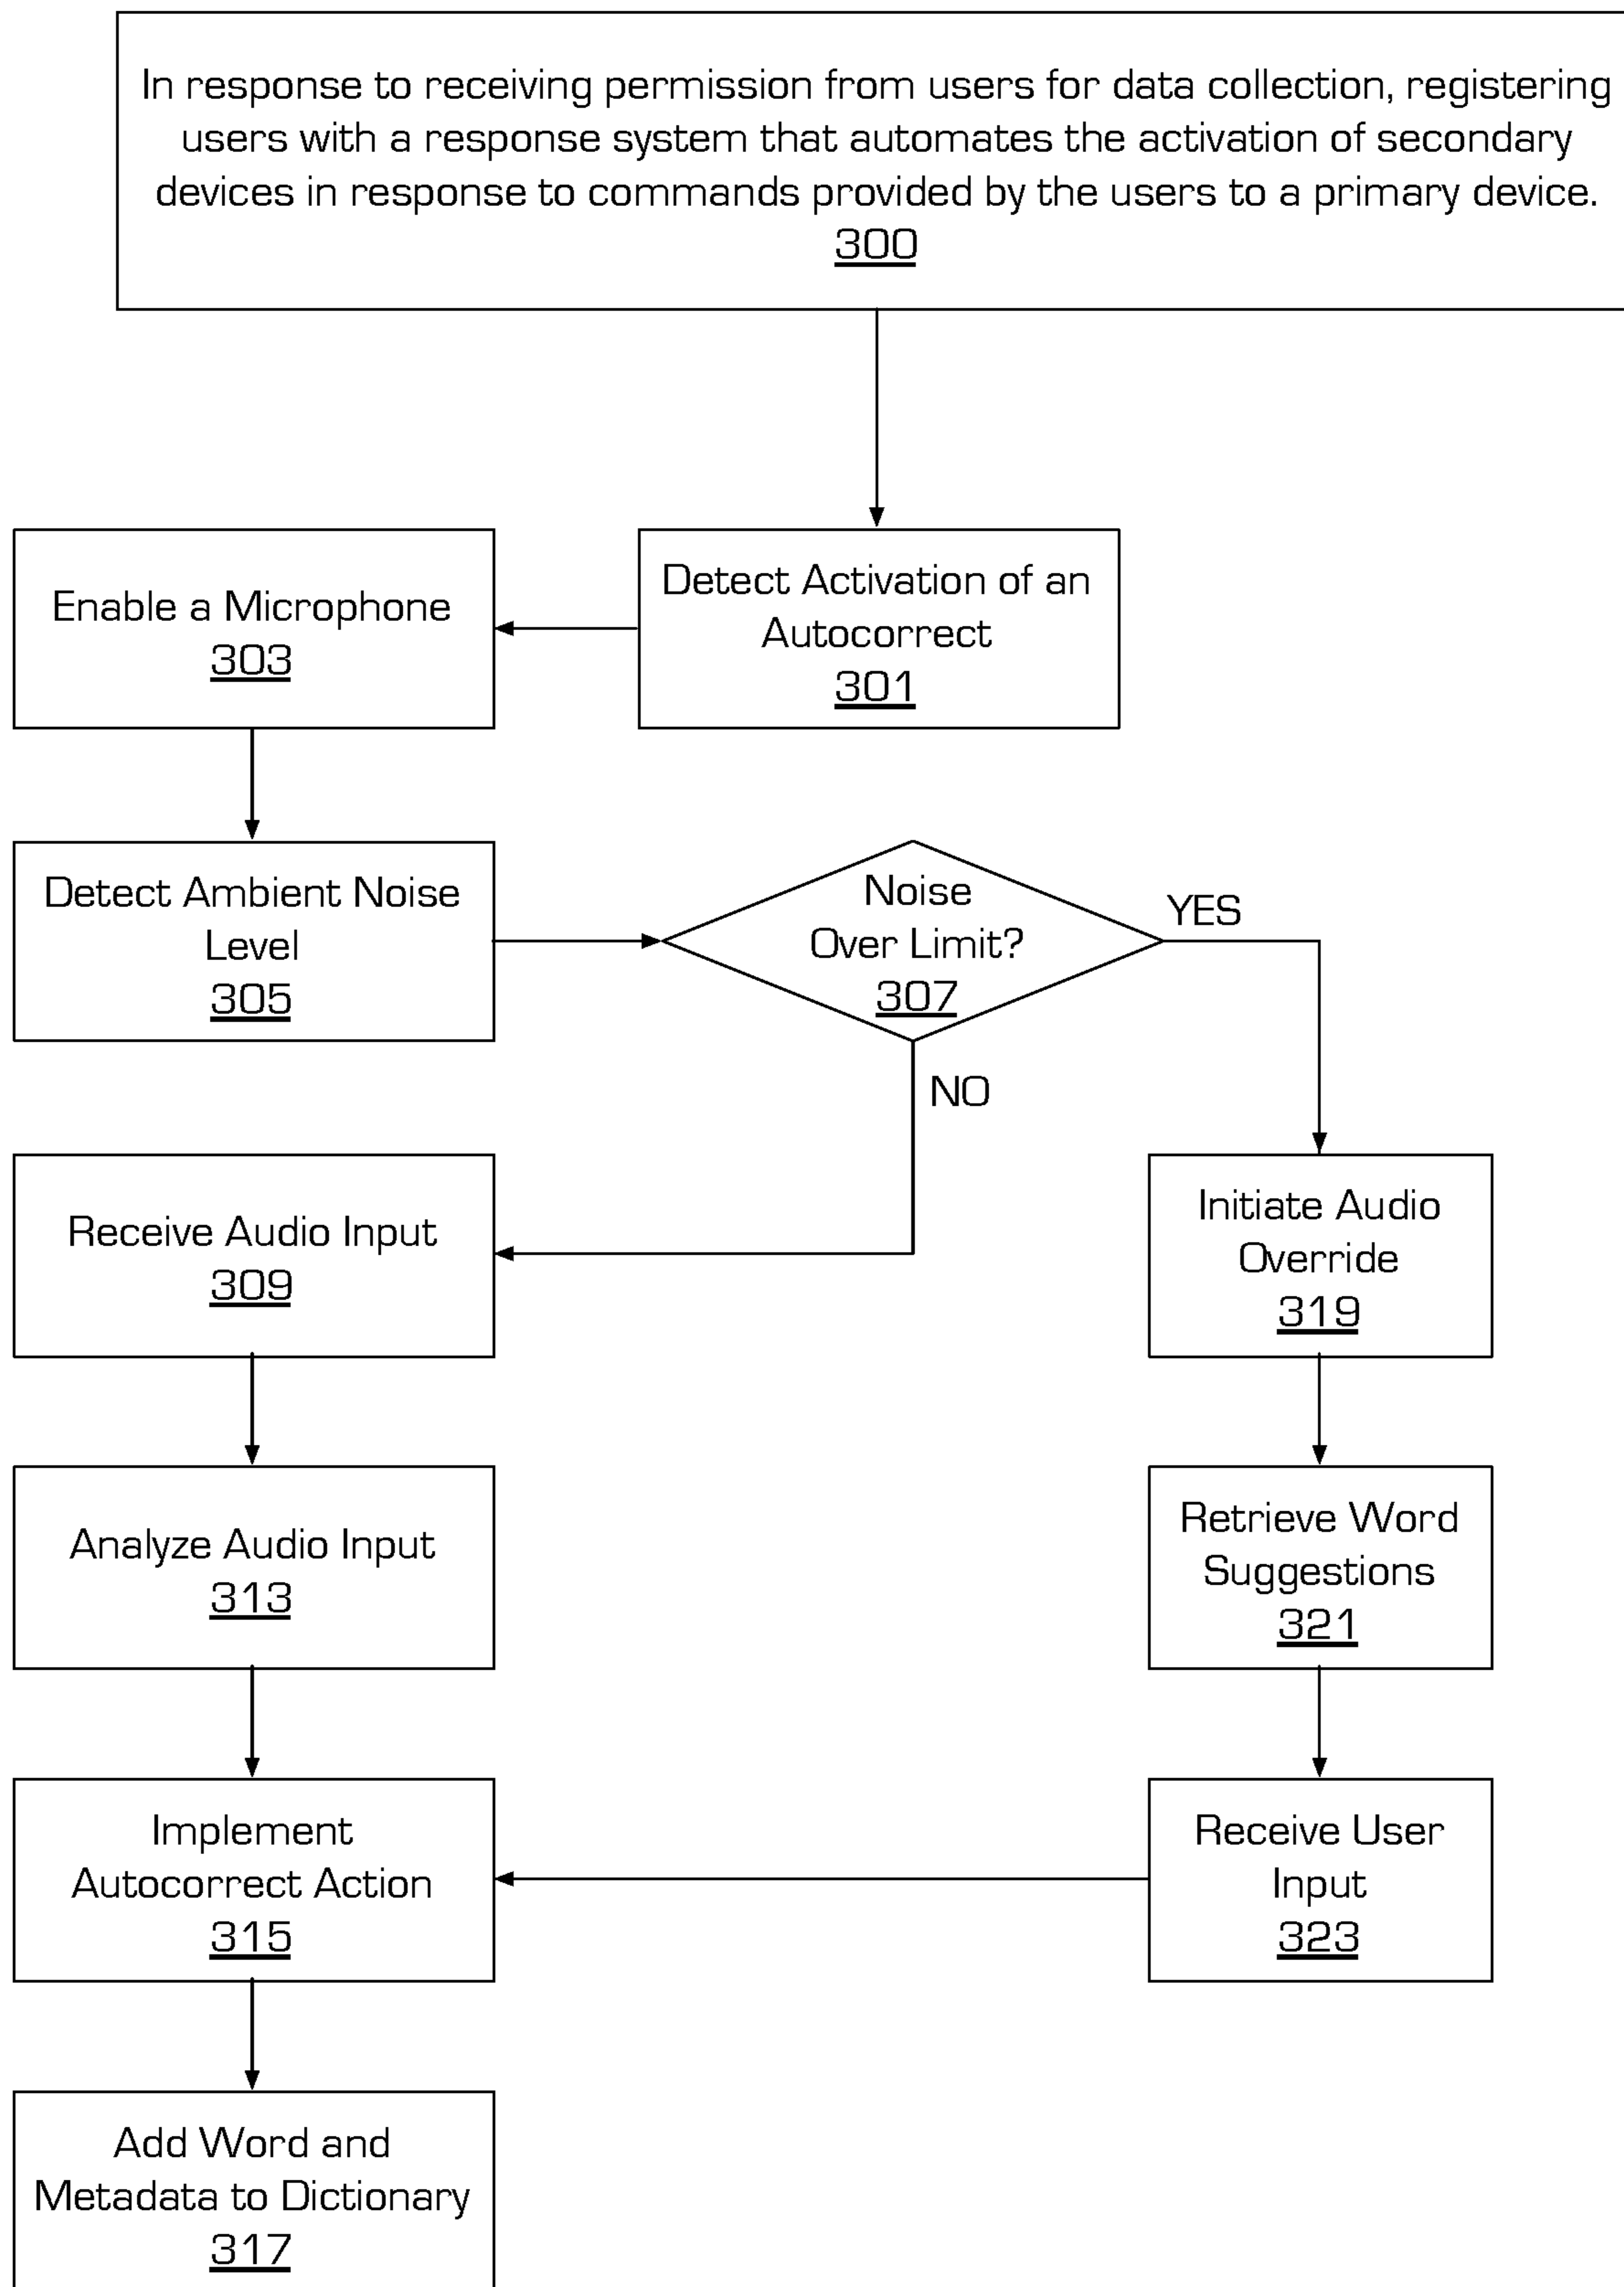 In response to receiving permission from users for data collection, registering
users with a response system that automates the activation of secondary
devices in response to commands provided by the users to a primary device.
300
Detect Activation of an
Autocorrect
301
Enable a Microphone
303
Detect Ambient Noise
Level
305
Noise
Over Limit?
307
YES
NO
Receive Audio Input
309
Initiate Audio
Override
319
Analyze Audio Input
313
Retrieve Word
Suggestions
321
Implement
Autocorrect Action
315
Receive User
Input
323
Add Word and
Metadata to Dictionary
317